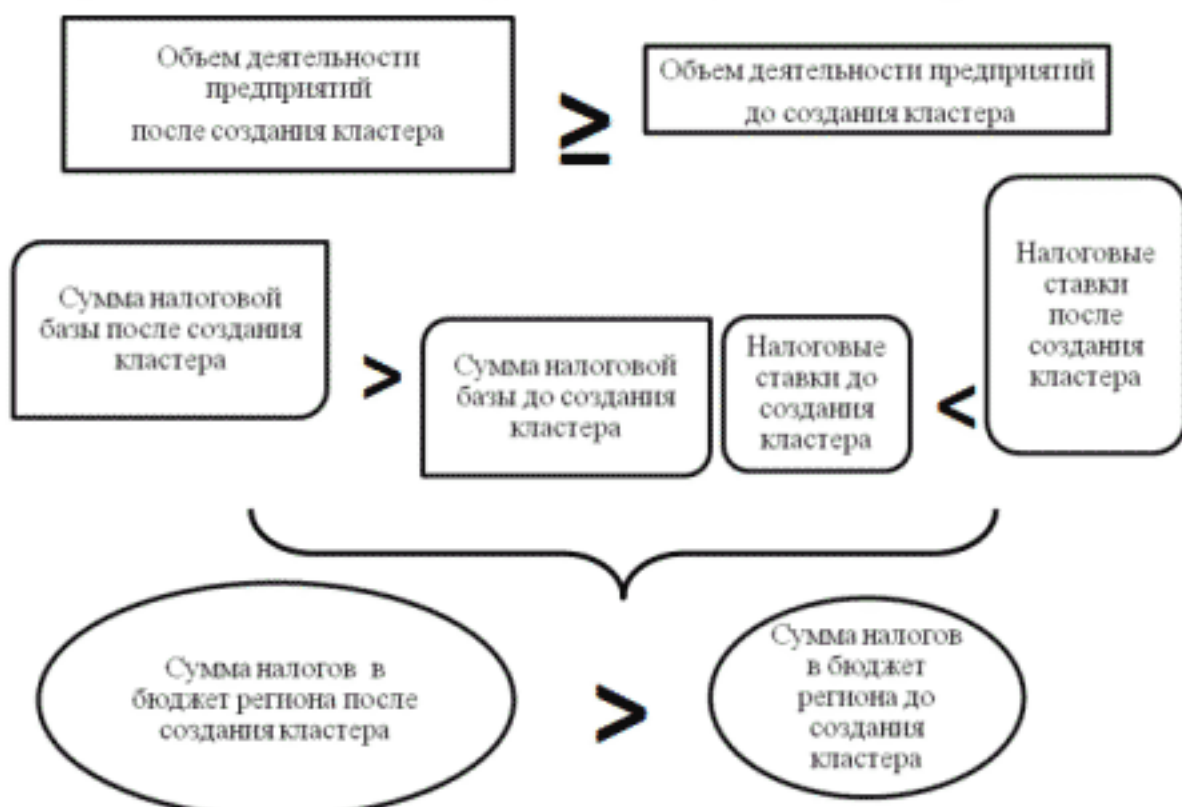 Объем деятельности
предприятий
после создания кластера
≥
Объем деятельности предприятий
до создания кластера
Сумма налоговой
базы после создания
кластера
>
Сумма налоговой
базы до создания
кластера
Налоговые
ставки до
создания
кластера
<
Налоговые
ставки
после
создания
кластера
Сумма налогов в
бюджет региона после
создания кластера
>
Сумма налогов
в бюджет
региона до
создания
кластера